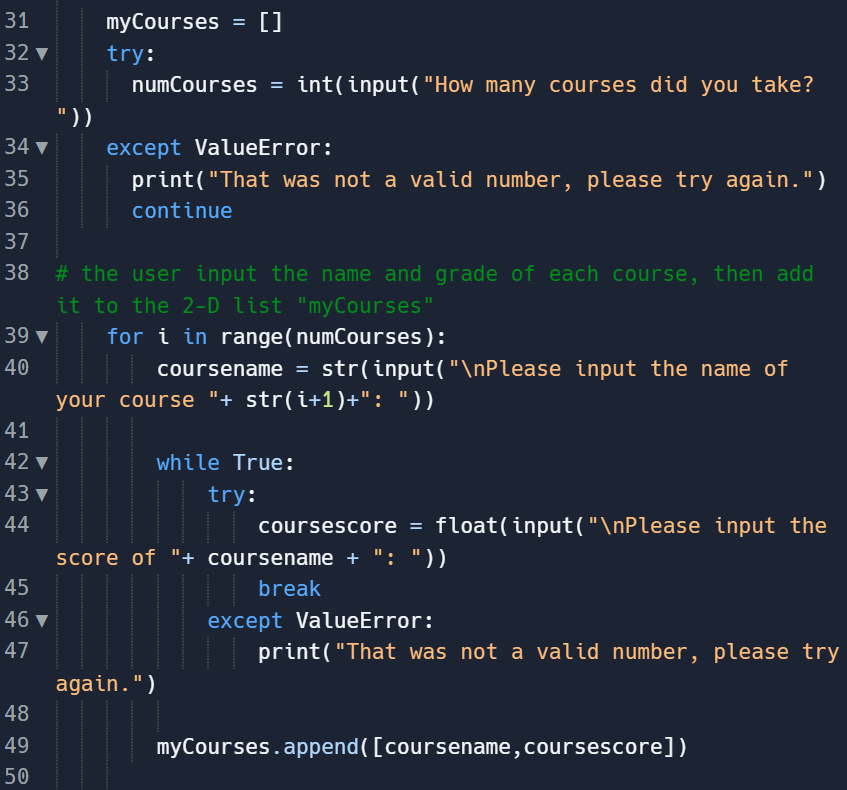 31 myCourses = []
32 ▼ try:
33 numCourses = int(input("How many courses did you take?
"))
34 ▼ except ValueError:
35 print("That was not a valid number, please try again.")
36 continue
37
38 # the user input the name and grade of each course, then add
it to the 2-D list "myCourses"
39 ▼ for i in range(numCourses):
40 coursename = str(input("\nPlease input the name of
your course "+ str(i+1)+": "))
41
42 ▼ while True:
43 ▼ try:
44 coursescore = float(input("\nPlease input the
score of "+ coursename + ": "))
45 break
46 ▼ except ValueError:
47 print("That was not a valid number, please try
again.")
48
49 myCourses.append([coursename,coursescore])
50